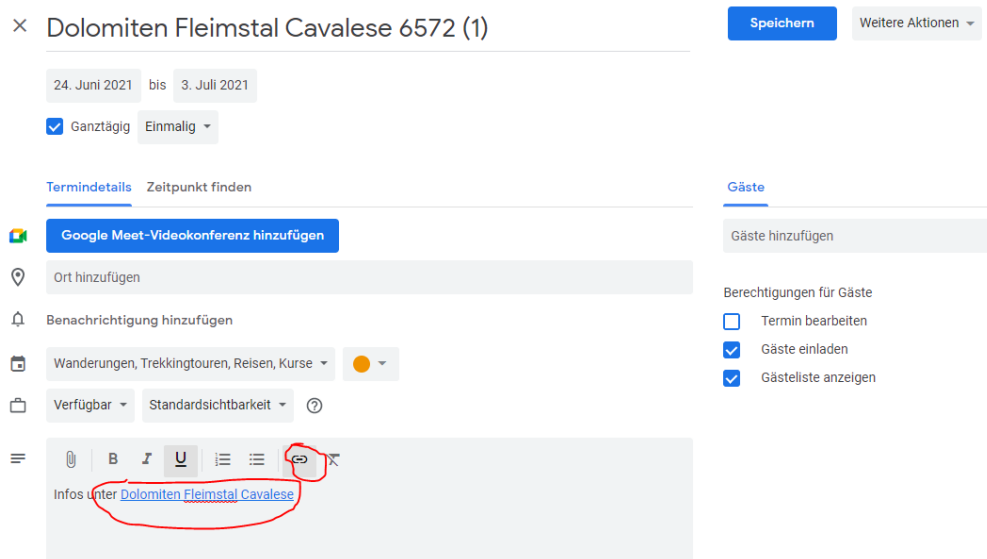 Dolomiten Fleimstal Cavalese 6572 (1)
Speichern
Weitere Aktionen
24. Juni 2021 bis 3. Juli 2021
Ganztägig Einmalig
Termindetails Zeitpunkt finden
Gäste
Google Meet-Videokonferenz hinzufügen
Gäste hinzufügen
Ort hinzufügen
Berechtigungen für Gäste
Benachrichtigung hinzufügen
Termin bearbeiten
Gäste einladen
Wanderungen, Trekkingtouren, Reisen, Kurse
Gästeliste anzeigen
Verfügbar Standardsichtbarkeit ?
B I U
Infos unter Dolomiten Fleimstal Cavalese